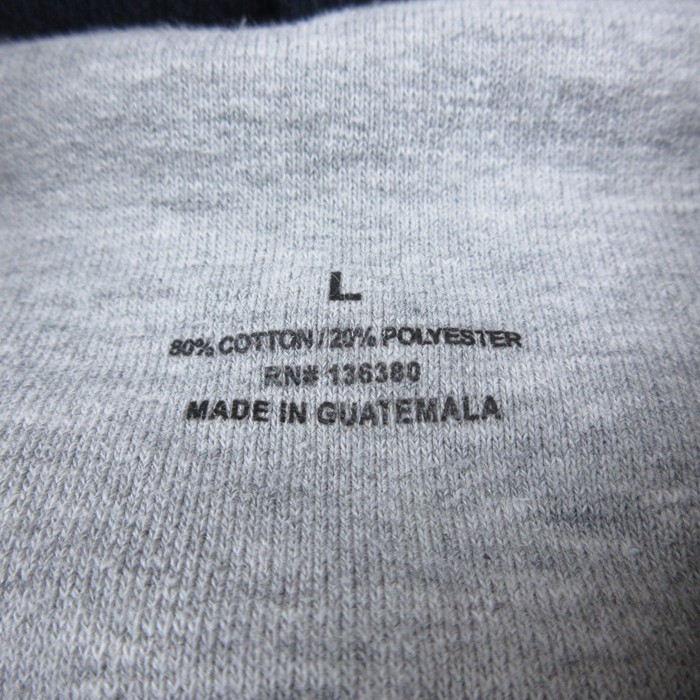 L
80% COTTON / 20% POLYESTER
RN# 136380
MADE IN GUATEMALA